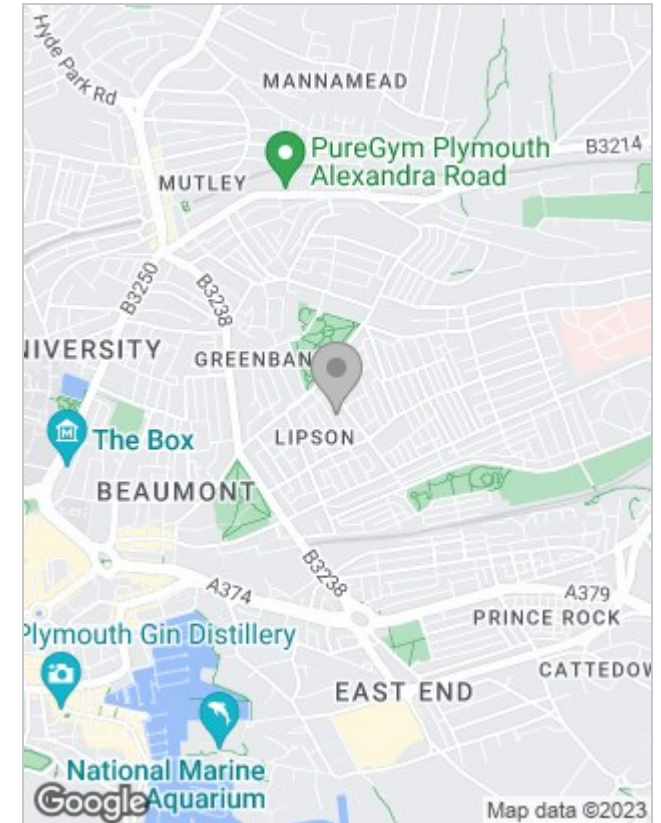 Hyde Park Rd
MANNAMEAD
PureGym Plymouth
Alexandra Road
B3214
MUTLEY
B3250
B3238
IVERSITY
GREENBAN
The Box
LIPSON
BEAUMONT
B3238
A374
A379
PRINCE ROCK
Plymouth Gin Distillery
CATTEDOW
EAST END
National Marine
Aquarium
Google
Map data ©2023